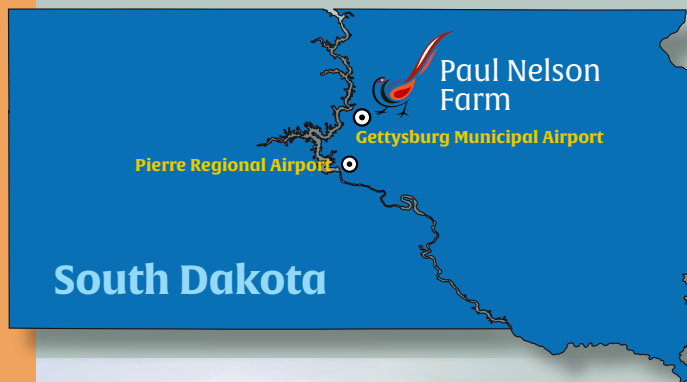 Paul Nelson
Farm
Gettysburg Municipal Airport
Pierre Regional Airport
South Dakota